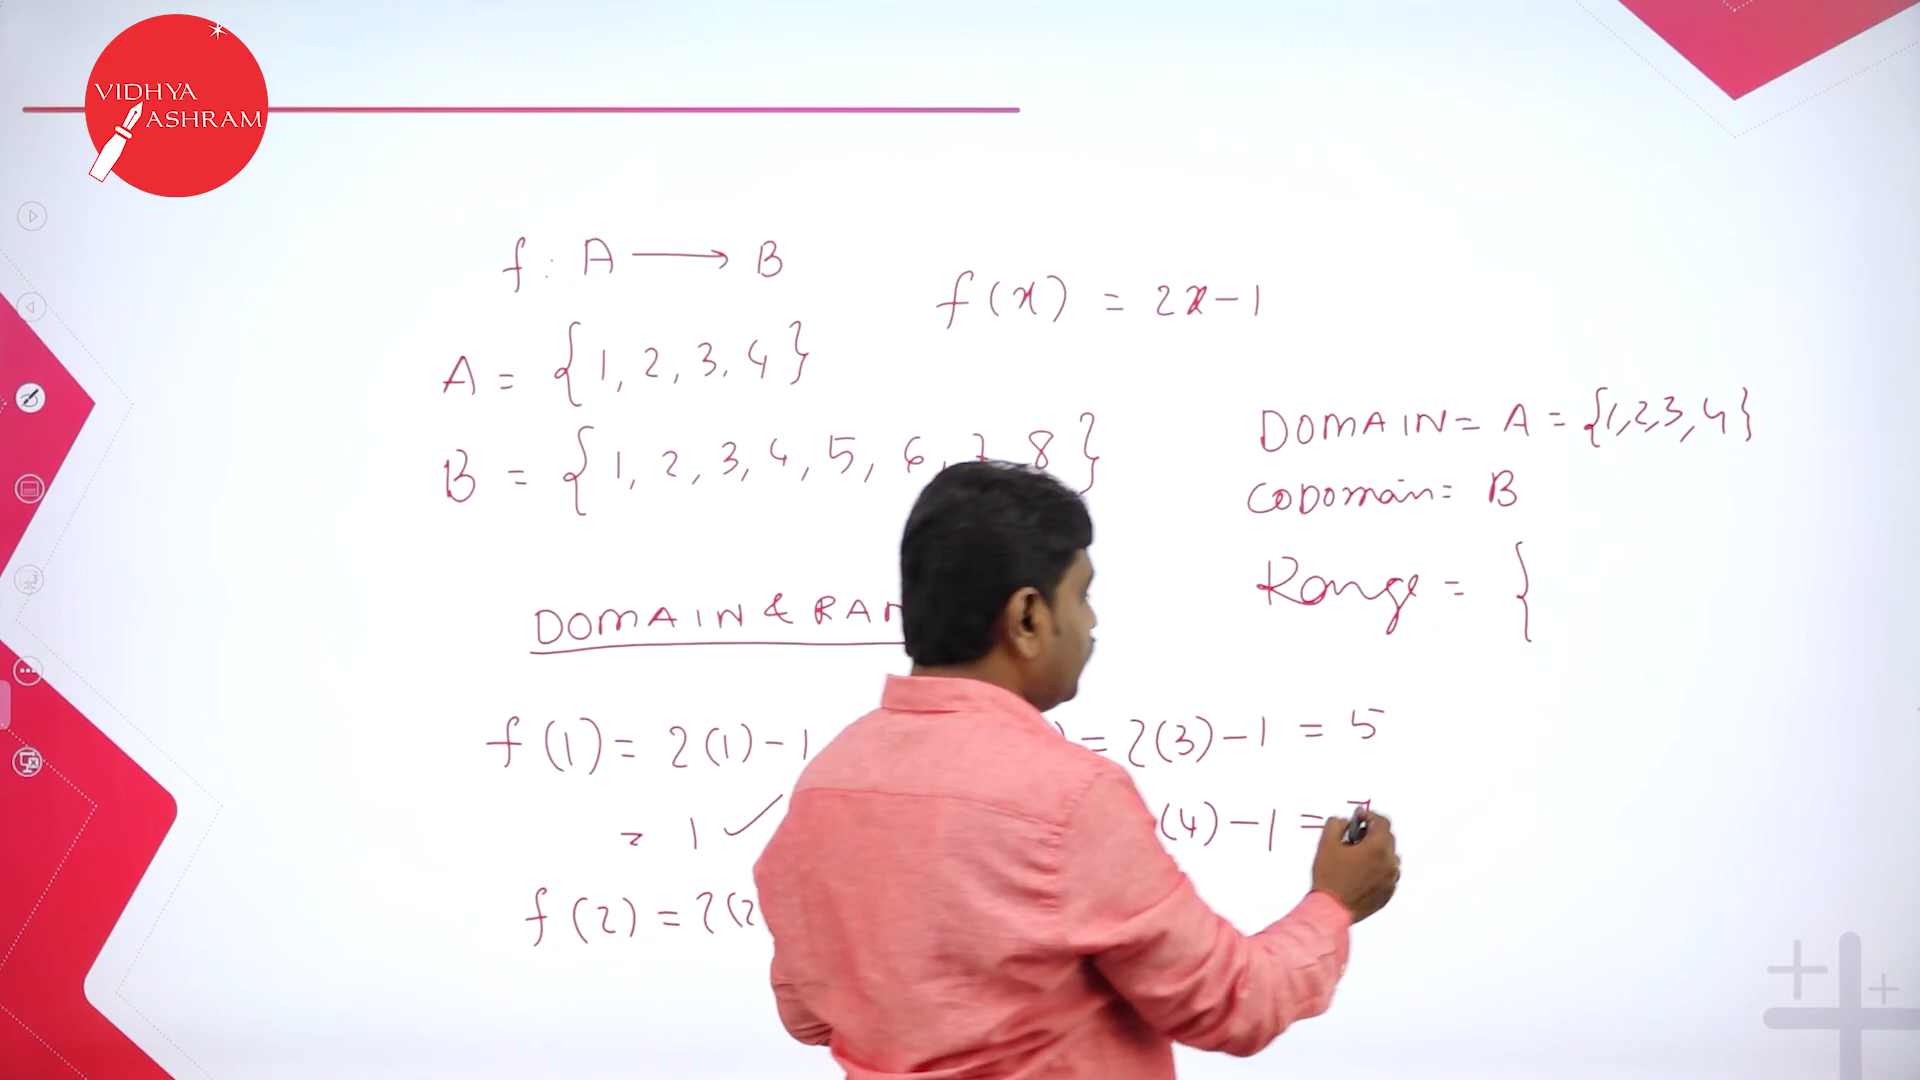 VIDHYA
ASHRAM
f : A ⟶ B
f(x) = 2x-1
A = {1, 2, 3, 4}
B = {1, 2, 3, 4, 5, 6, 7 8}
DOMAIN = A = {1,2,3,4}
CODomain = B
Range = {
DOMAIN & RAN
f(1) = 2(1)-1
) = 2(3)-1 = 5
= 1 ✓
(4)-1 = 7
f(2) = 2(2